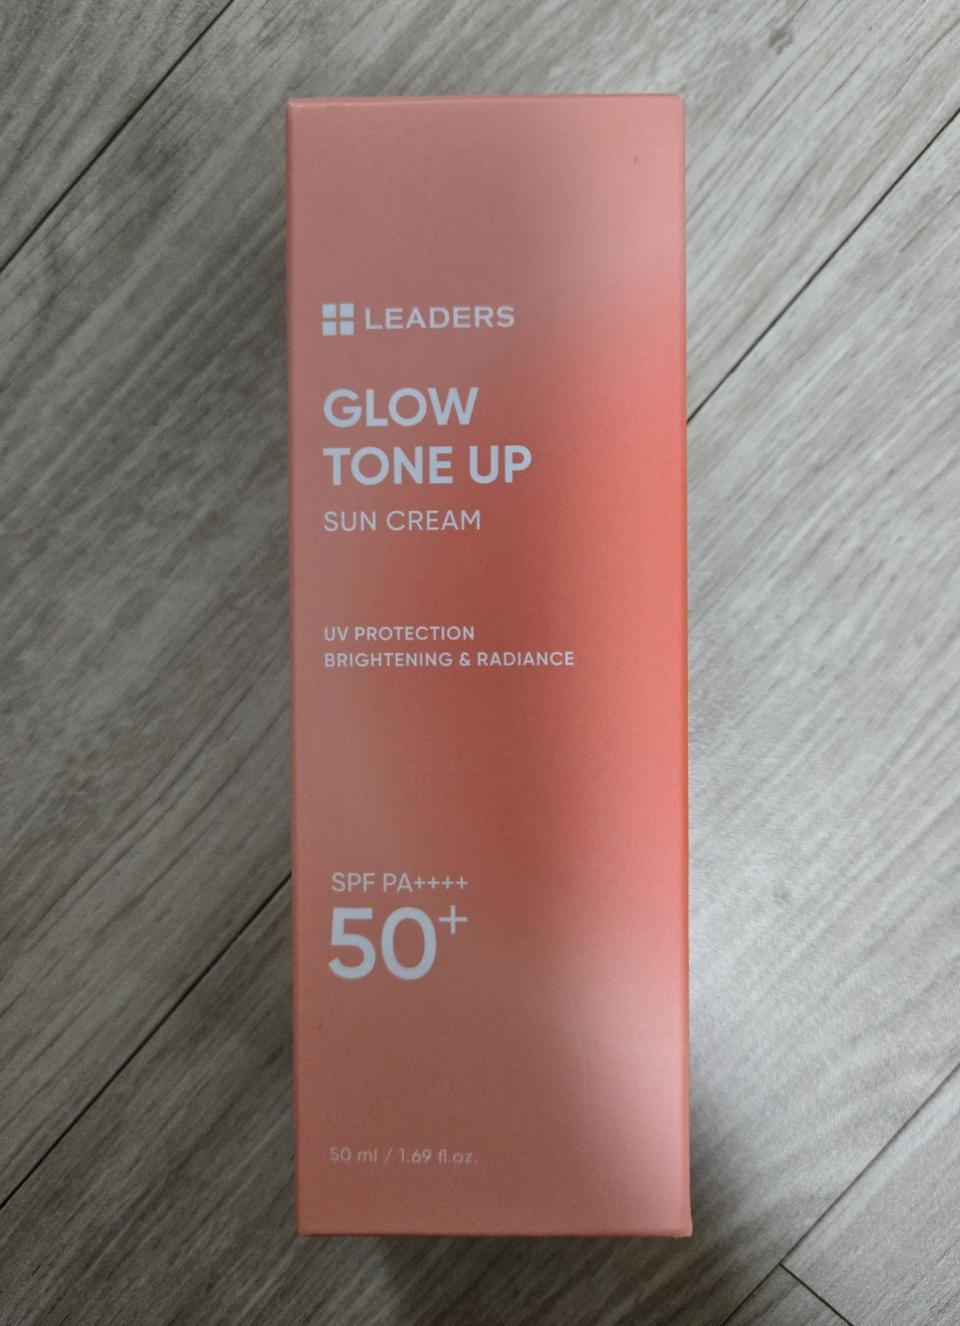 LEADERS
GLOW
TONE UP
SUN CREAM
UV PROTECTION
BRIGHTENING & RADIANCE
SPF PA++++
50+
50 ml / 1.69 fl.oz.